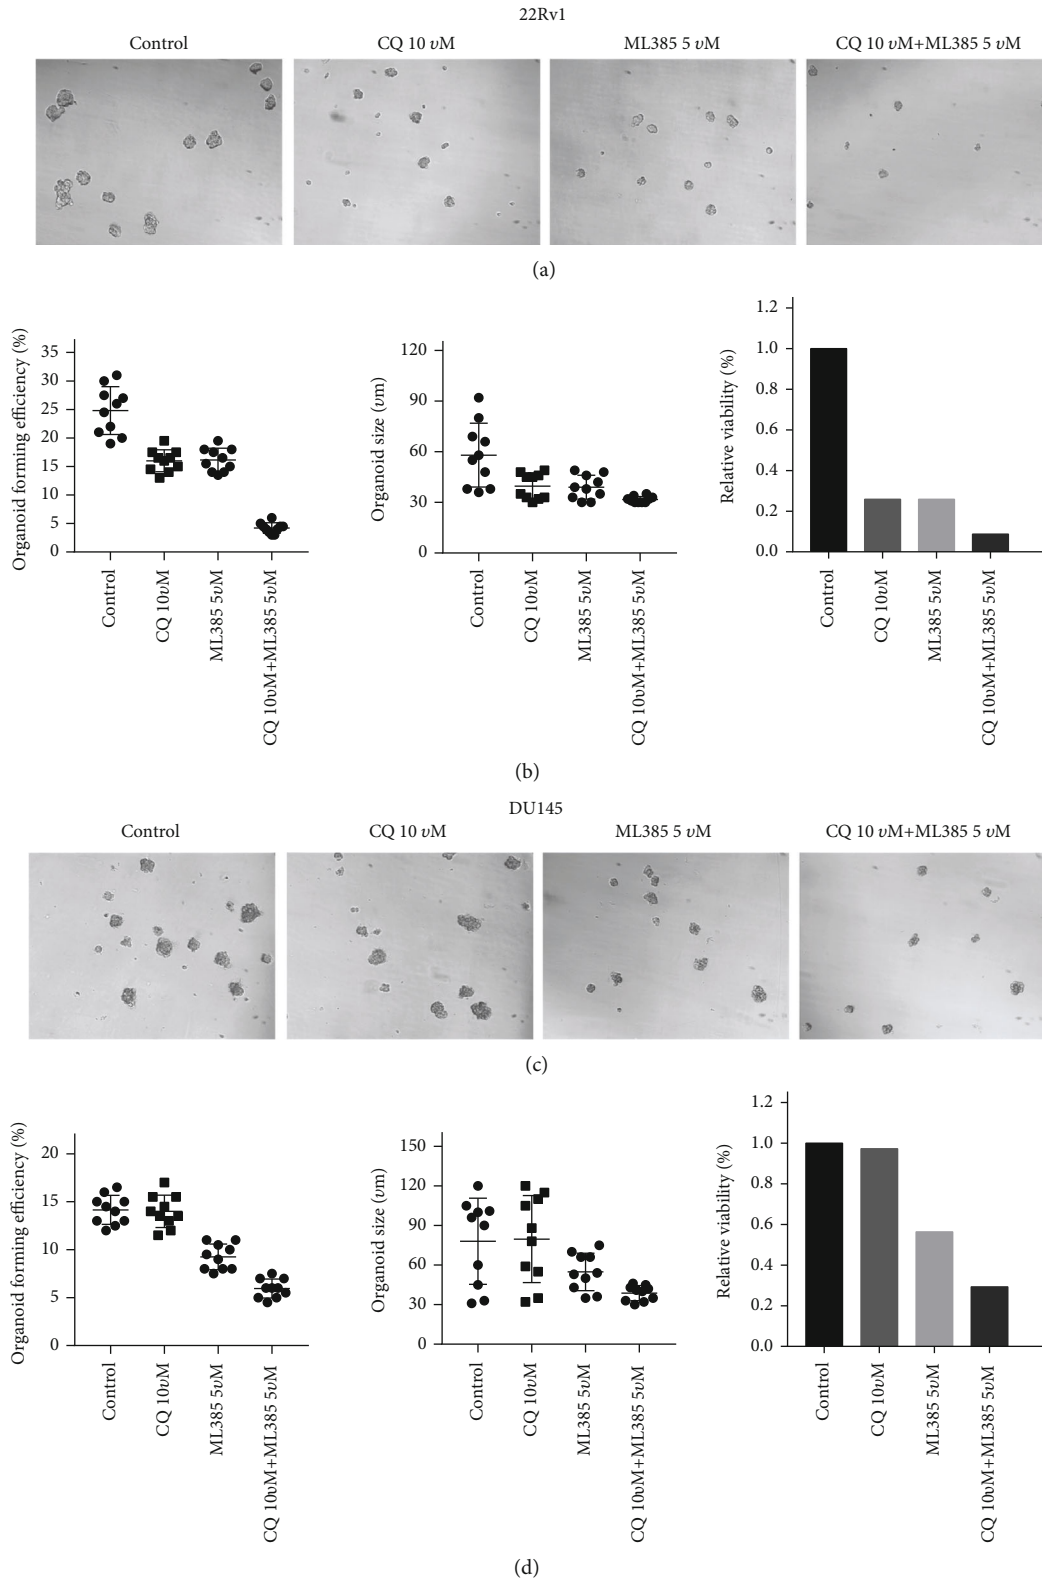 22Rv1
Control
CQ 10 υM
ML385 5 υM
CQ 10 υM+ML385 5 υM
(a)
Organoid forming efficiency (%)
35
30
25
20
15
10
5
0
Control
CQ 10υM
ML385 5υM
CQ 10υM+ML385 5υM
Organoid size (υm)
120
90
60
30
0
Control
CQ 10υM
ML385 5υM
CQ 10υM+ML385 5υM
Relative viability (%)
1.2
1.0
0.8
0.6
0.4
0.2
0.0
Control
CQ 10υM
ML385 5υM
CQ 10υM+ML385 5υM
(b)
DU145
Control
CQ 10 υM
ML385 5 υM
CQ 10 υM+ML385 5 υM
(c)
Organoid forming efficiency (%)
20
15
10
5
0
Control
CQ 10υM
ML385 5υM
CQ 10υM+ML385 5υM
Organoid size (υm)
150
120
90
60
30
0
Control
CQ 10υM
ML385 5υM
CQ 10υM+ML385 5υM
Relative viability (%)
1.2
1.0
0.8
0.6
0.4
0.2
0.0
Control
CQ 10υM
ML385 5υM
CQ 10υM+ML385 5υM
(d)